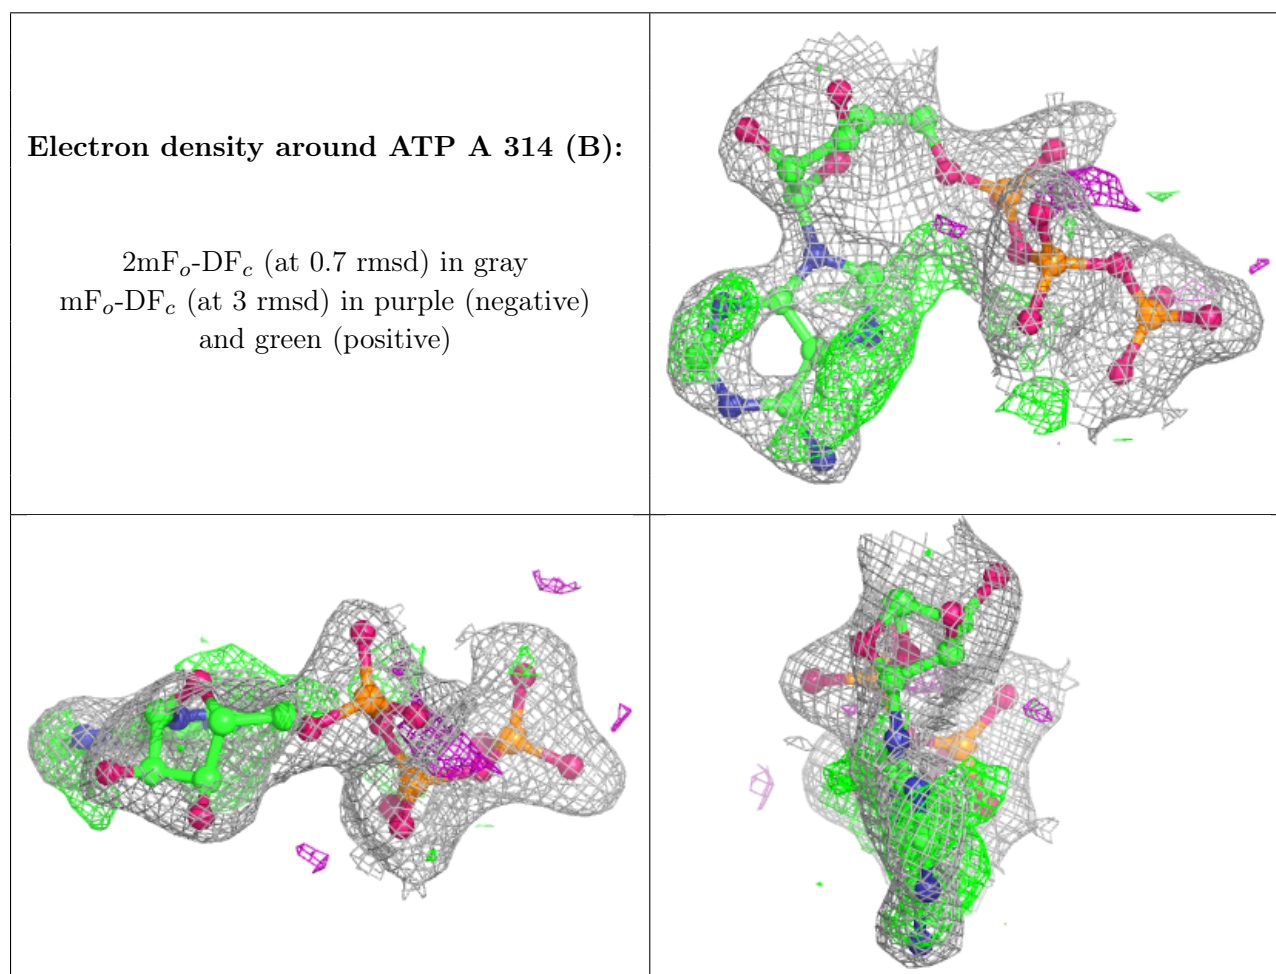 Electron density around ATP A 314 (B):
2mFo-DFc (at 0.7 rmsd) in gray
mFo-DFc (at 3 rmsd) in purple (negative)
and green (positive)